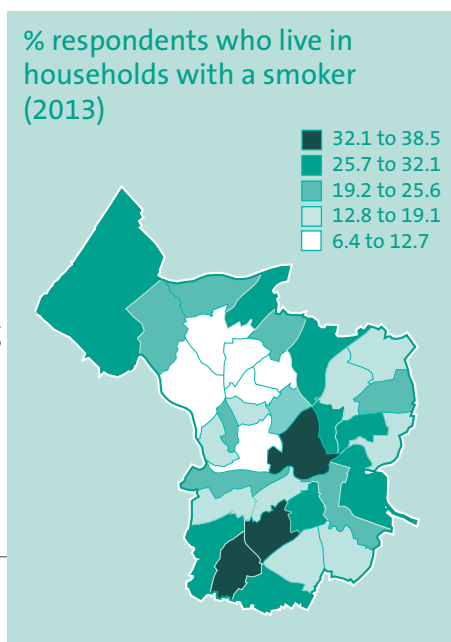 % respondents who live in
households with a smoker
(2013)
32.1 to 38.5
25.7 to 32.1
19.2 to 25.6
12.8 to 19.1
6.4 to 12.7